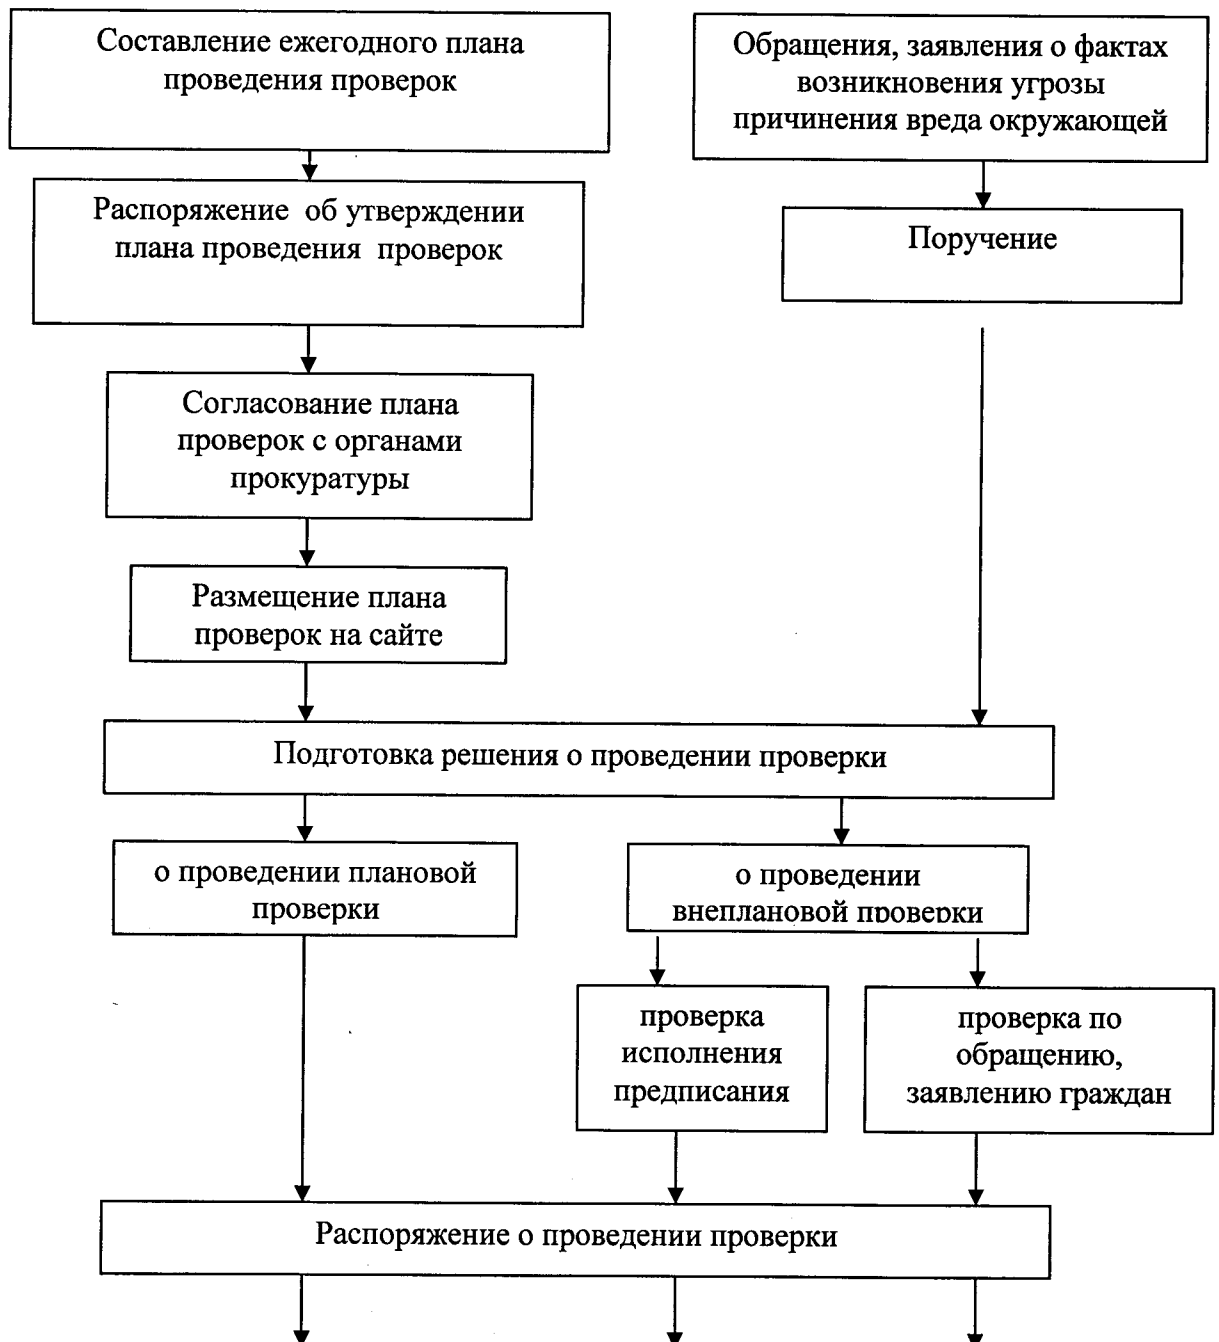 Составление ежегодного плана
проведения проверок
Обращения, заявления о фактах
возникновения угрозы
причинения вреда окружающей
Распоряжение об утверждении
плана проведения проверок
Поручение
Согласование плана
проверок с органами
прокуратуры
Размещение плана
проверок на сайте
Подготовка решения о проведении проверки
о проведении плановой
проверки
о проведении
внеплановой проверки
проверка
исполнения
предписания
проверка по
обращению,
заявлению граждан
Распоряжение о проведении проверки